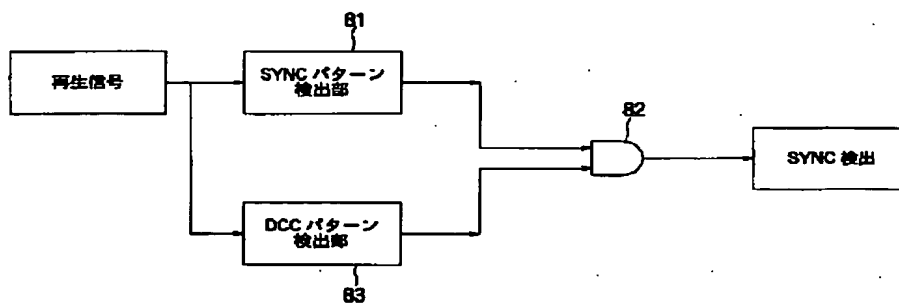 81
再生信号
SYNC パターン
検出部
82
SYNC 検出
DCC パターン
検出部
83